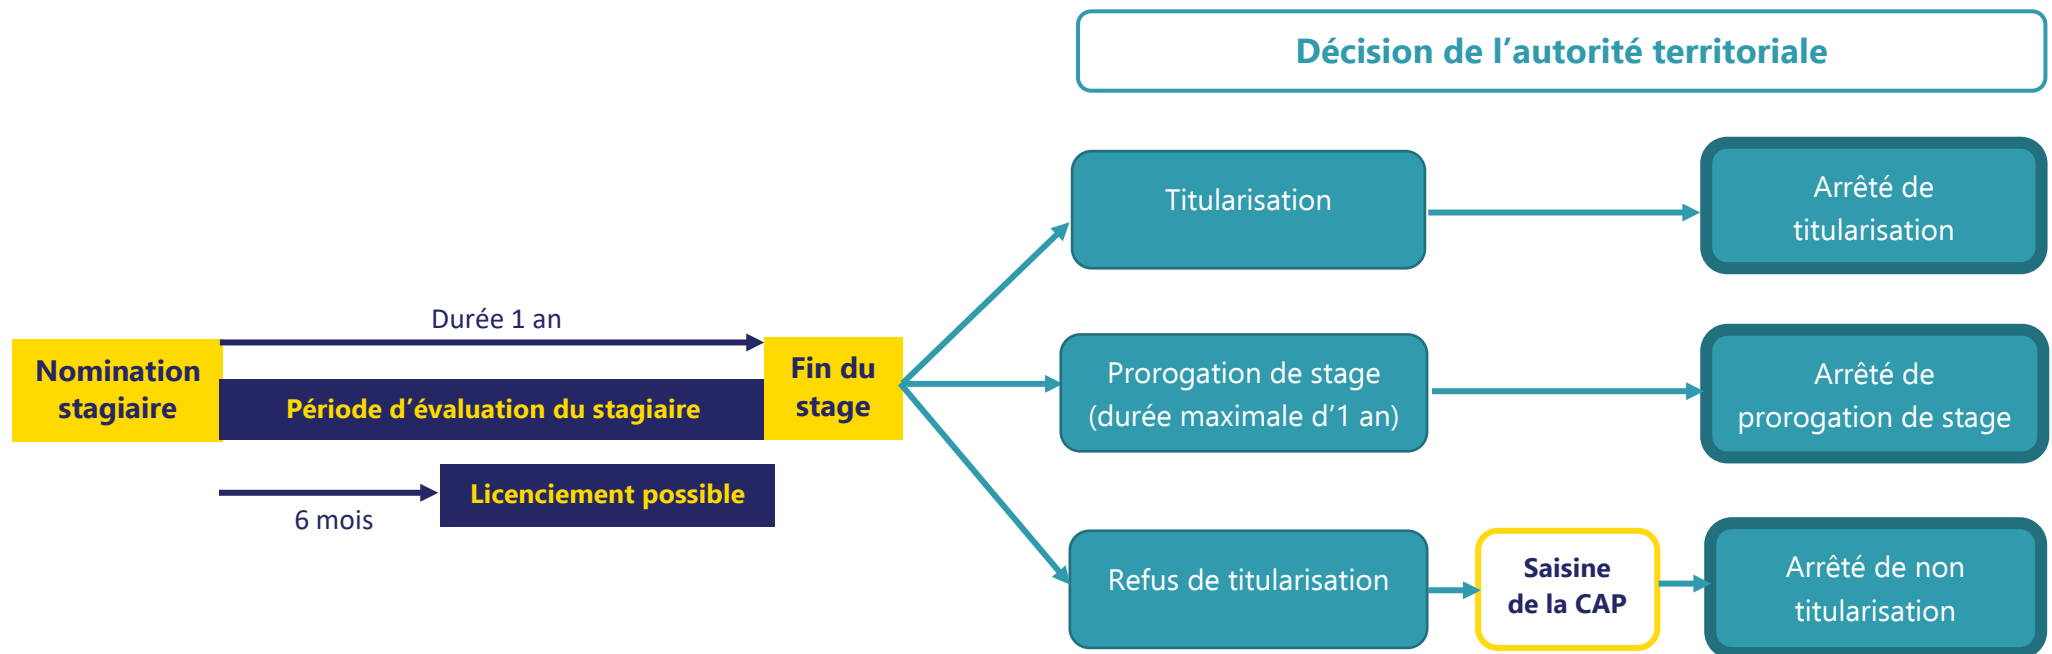 Décision de l’autorité territoriale
Titularisation
Arrêté de
titularisation
Durée 1 an
Nomination
stagiaire
Période d’évaluation du stagiaire
Fin du
stage
Prorogation de stage
(durée maximale d’1 an)
Arrêté de
prorogation de stage
Licenciement possible
6 mois
Refus de titularisation
Saisine
de la CAP
Arrêté de non
titularisation